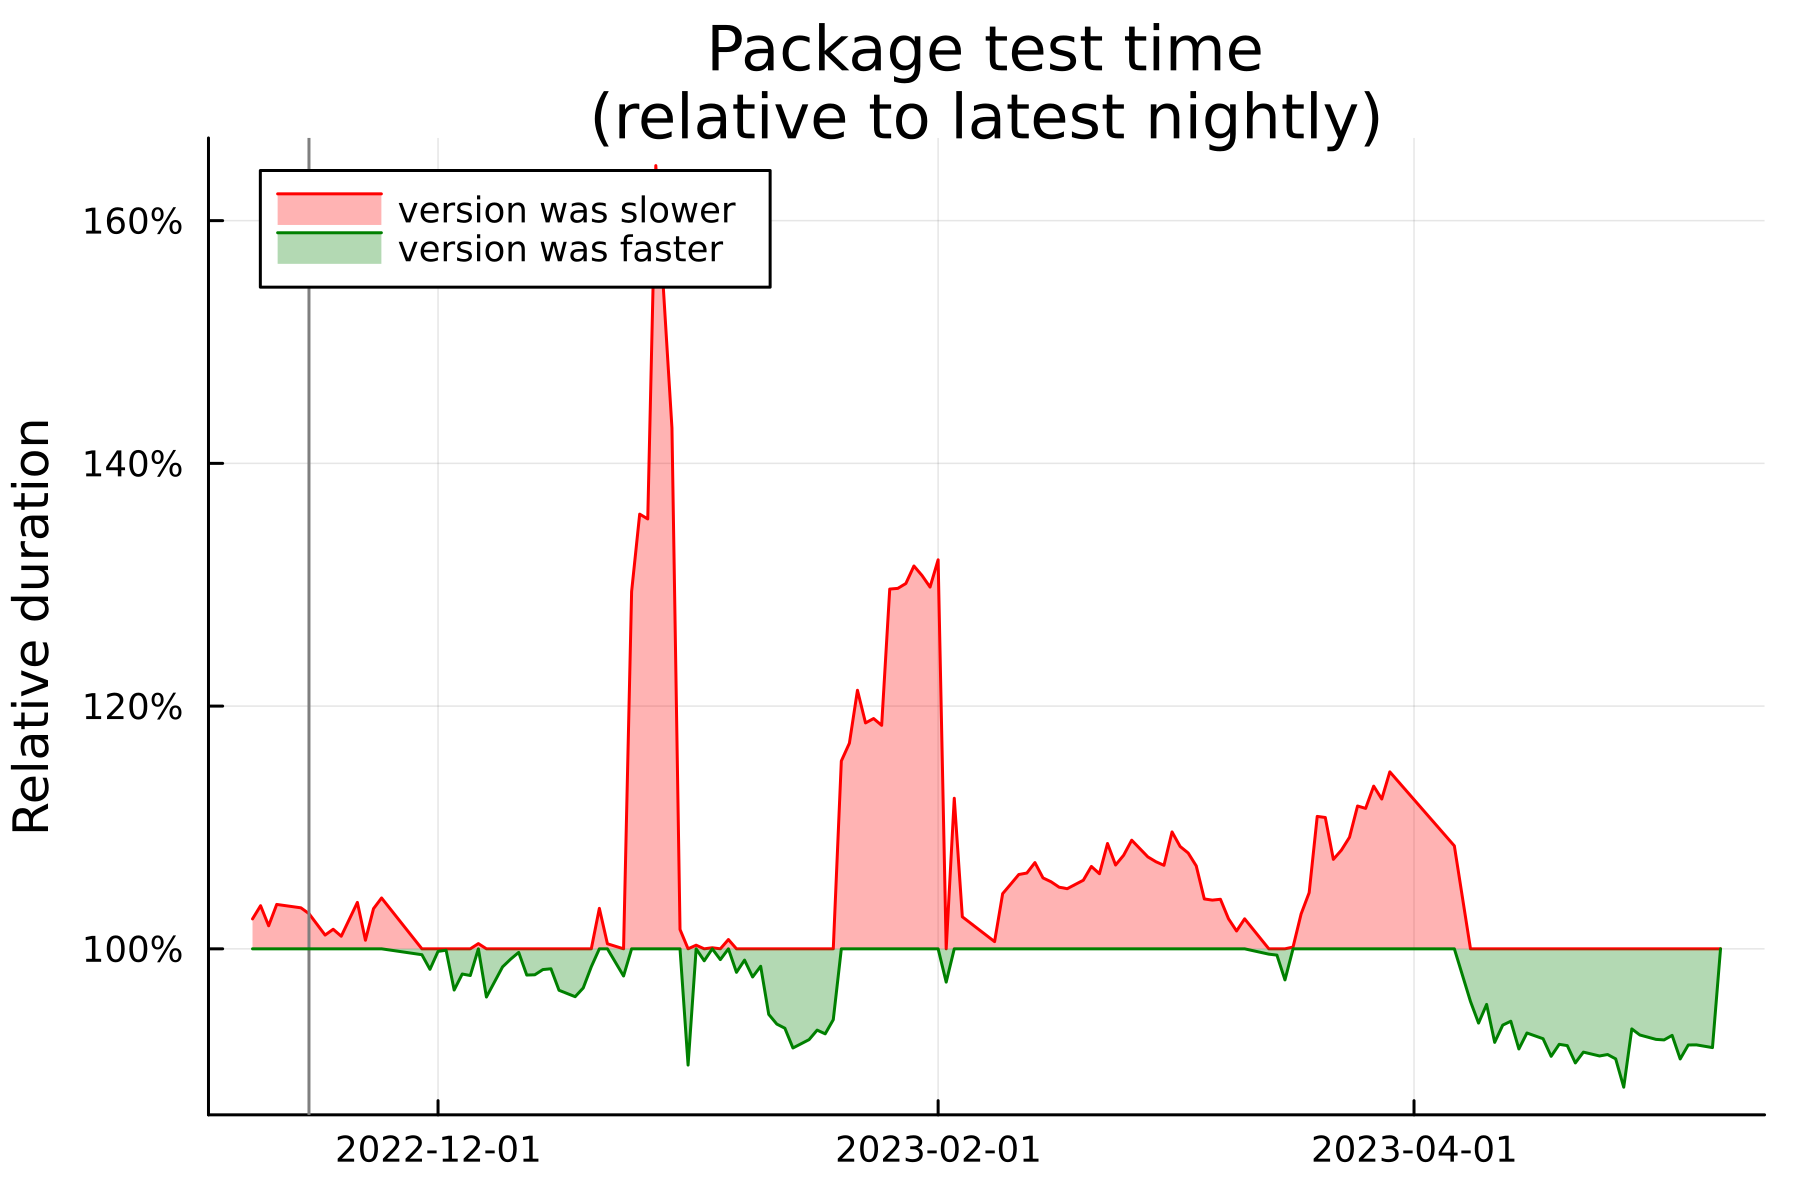 Package test time
(relative to latest nightly)
version was slower
version was faster
160%
140%
120%
100%
Relative duration
2022-12-01
2023-02-01
2023-04-01